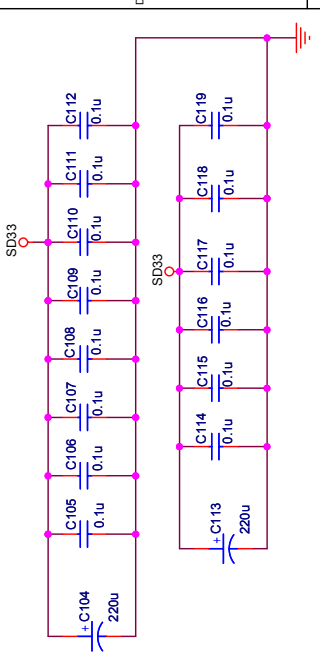 SD33
C112
0.1u
C111
0.1u
C110
0.1u
C109
0.1u
C108
0.1u
C107
0.1u
C106
0.1u
C105
0.1u
+
C104
220u
SD33
C119
0.1u
C118
0.1u
C117
0.1u
C116
0.1u
C115
0.1u
C114
0.1u
+
C113
220u